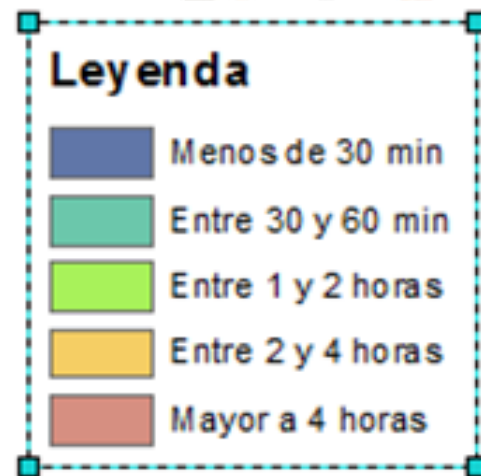 Leyenda
Menos de 30 min
Entre 30 y 60 min
Entre 1 y 2 horas
Entre 2 y 4 horas
Mayor a 4 horas